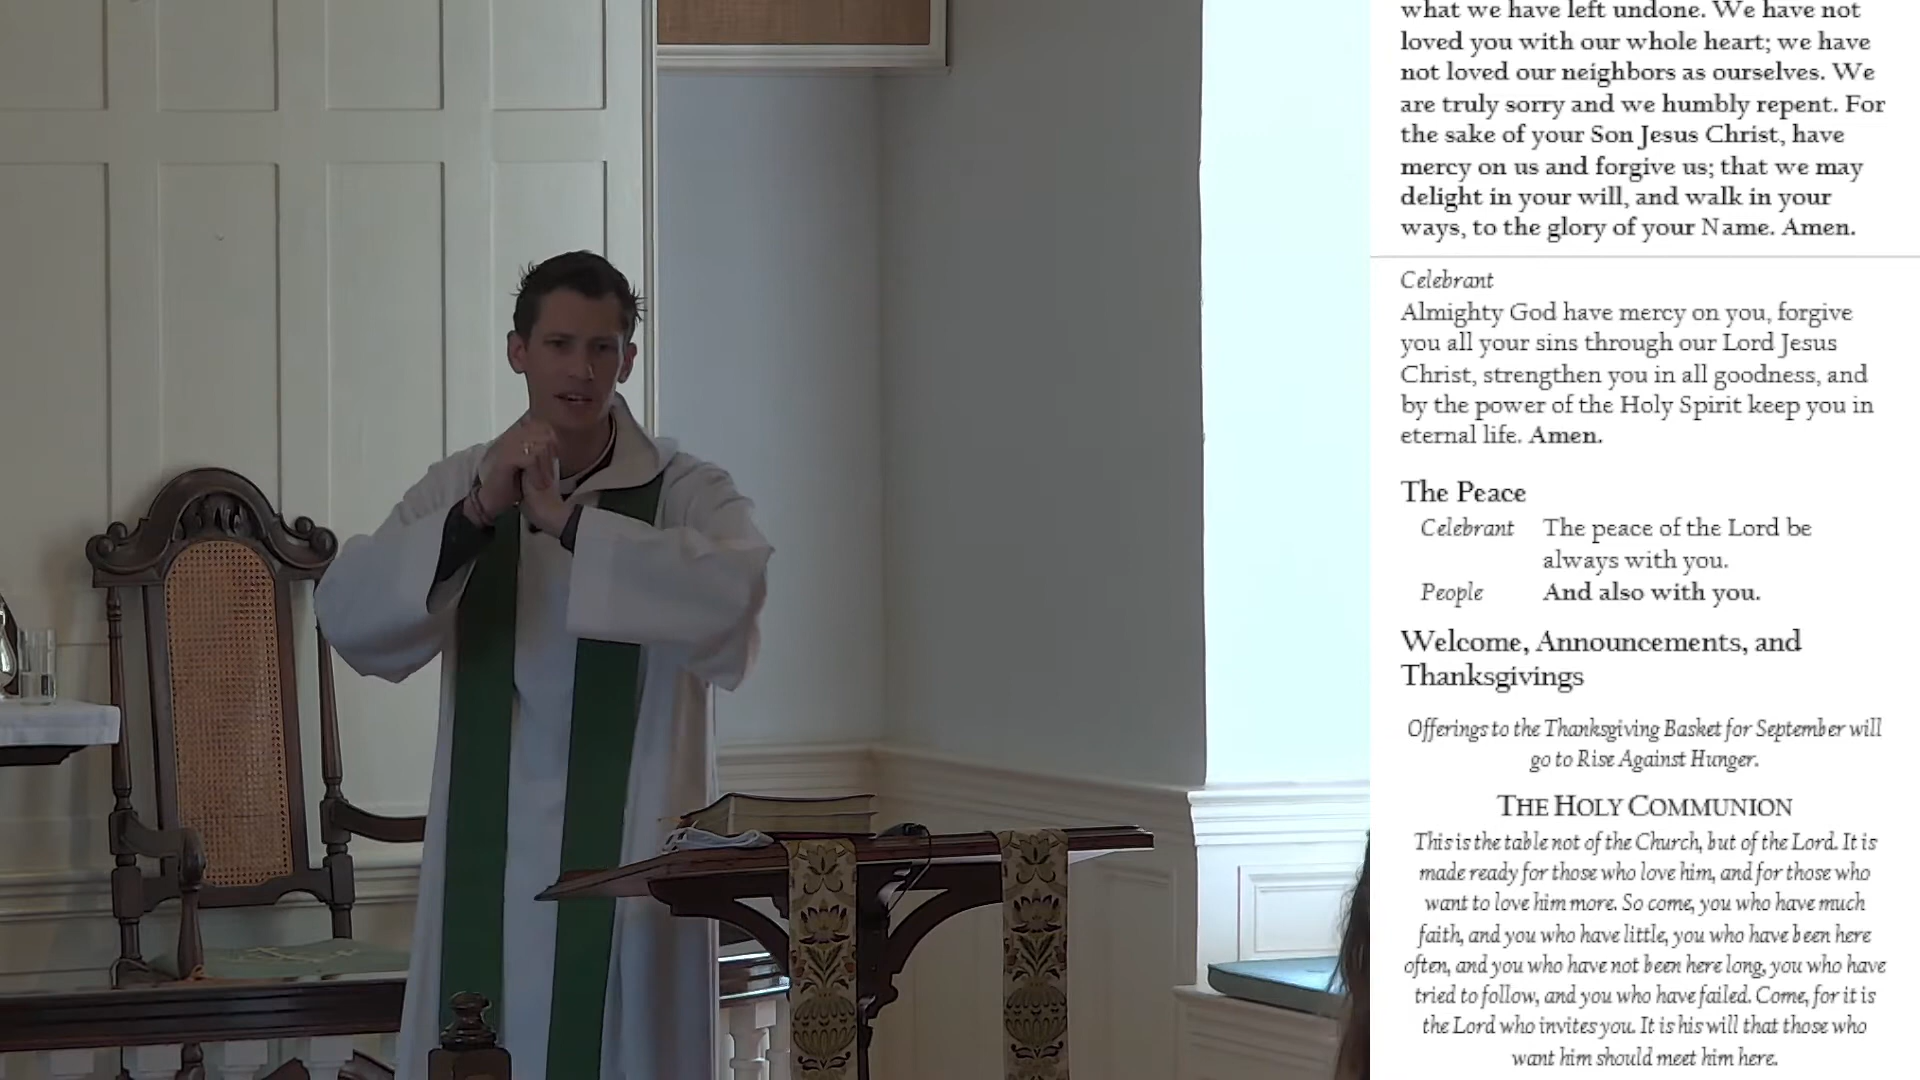 what we have left undone. We have not
loved you with our whole heart; we have
not loved our neighbors as ourselves. We
are truly sorry and we humbly repent. For
the sake of your Son Jesus Christ, have
mercy on us and forgive us; that we may
delight in your will, and walk in your
ways, to the glory of your Name. Amen.
Celebrant
Almighty God have mercy on you, forgive
you all your sins through our Lord Jesus
Christ, strengthen you in all goodness, and
by the power of the Holy Spirit keep you in
eternal life. Amen.
The Peace
Celebrant The peace of the Lord be
always with you.
People And also with you.
Welcome, Announcements, and
Thanksgivings
Offerings to the Thanksgiving Basket for September will
go to Rise Against Hunger.
THE HOLY COMMUNION
This is the table not of the Church, but of the Lord. It is
made ready for those who love him, and for those who
want to love him more. So come, you who have much
faith, and you who have little, you who have been here
often, and you who have not been here long, you who have
tried to follow, and you who have failed. Come, for it is
the Lord who invites you. It is his will that those who
want him should meet him here.